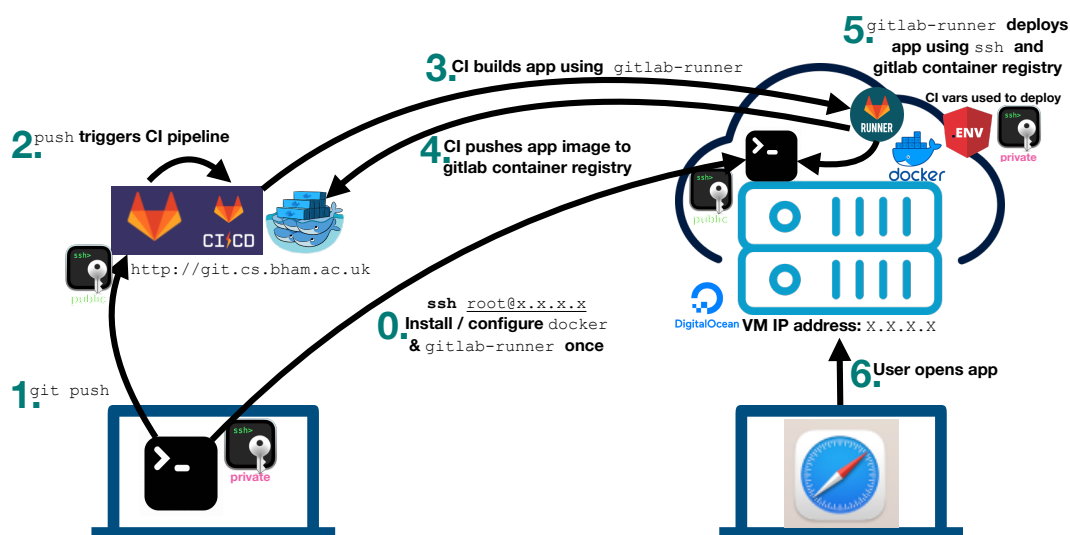 5. gitlab-runner deploys
app using ssh and
gitlab container registry
3. CI builds app using gitlab-runner
CI vars used to deploy
RUNNER
.ENV
ssh>
private
2. push triggers CI pipeline
4. CI pushes app image to
gitlab container registry
docker
ssh>
public
CI/CD
ssh>
public
http://git.cs.bham.ac.uk
0. ssh root@x.x.x.x
Install / configure docker
& gitlab-runner once
DigitalOcean
VM IP address: X.X.X.X
1. git push
6. User opens app
ssh>
private